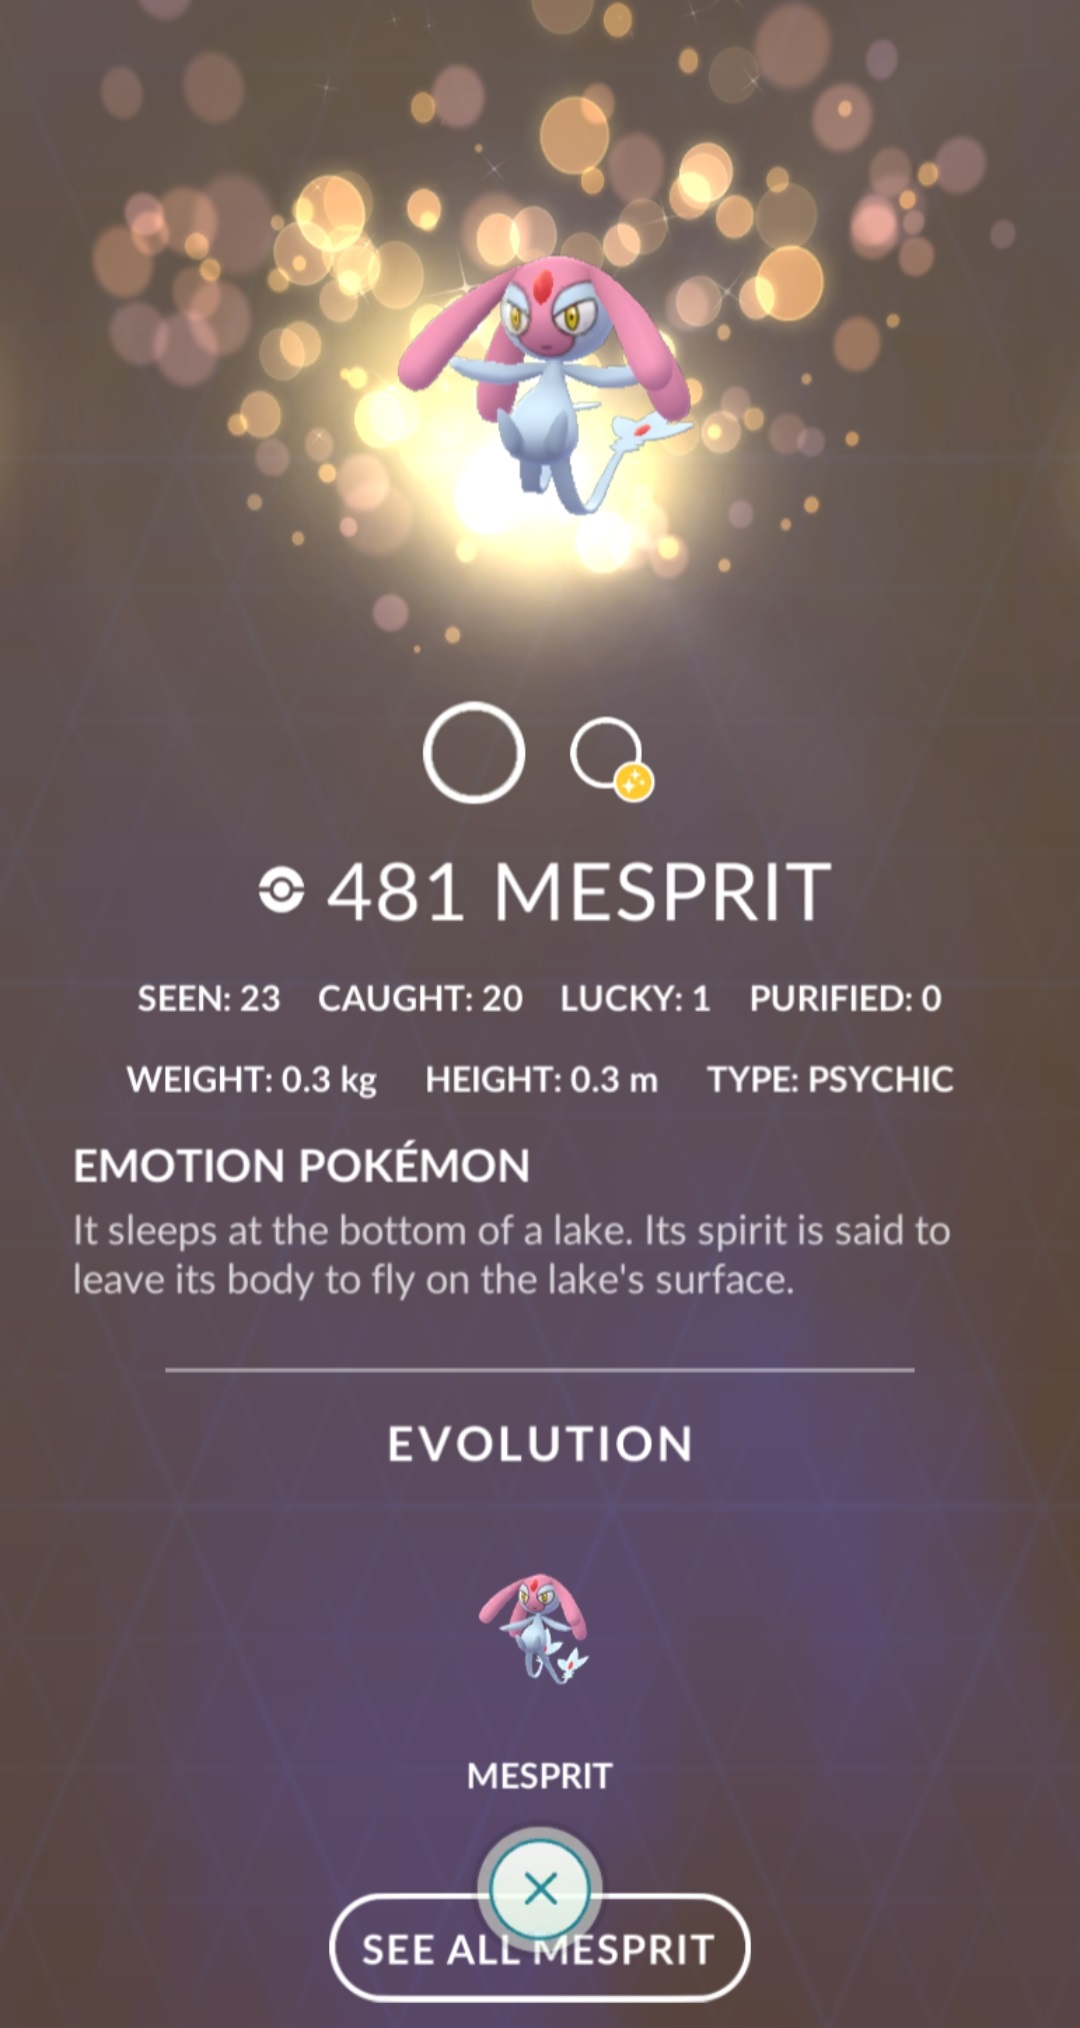 481 MESPRIT
SEEN: 23 CAUGHT: 20 LUCKY: 1 PURIFIED: 0
WEIGHT: 0.3 kg HEIGHT: 0.3 m TYPE: PSYCHIC
EMOTION POKÉMON
It sleeps at the bottom of a lake. Its spirit is said to
leave its body to fly on the lake's surface.
EVOLUTION
MESPRIT
SEE ALL MESPRIT